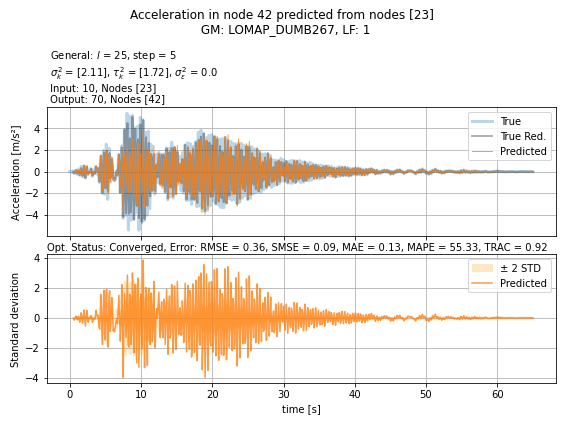 Acceleration in node 42 predicted from nodes [23]
GM: LOMAP_DUMB267, LF: 1
General: l = 25, step = 5
σ²ₖ = [2.11], τ²ₖ = [1.72], σ²ₑ = 0.0
Input: 10, Nodes [23]
Output: 70, Nodes [42]
Acceleration [m/s²]
4
2
0
−2
−4
True
True Red.
Predicted
Opt. Status: Converged, Error: RMSE = 0.36, SMSE = 0.09, MAE = 0.13, MAPE = 55.33, TRAC = 0.92
Standard deviation
4
2
0
−2
−4
± 2 STD
Predicted
0 10 20 30 40 50 60
time [s]